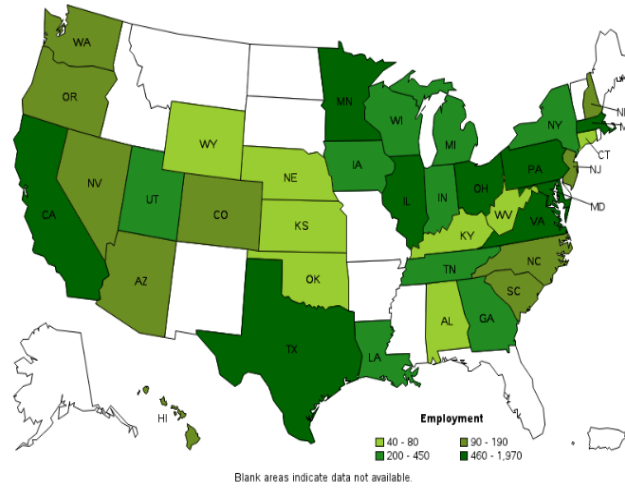 WA
OR
MN
WI
MI
NY
CT
NJ
MD
WY
NE
IA
PA
OH
IL
IN
NV
UT
CO
CA
KS
KY
WV
VA
AZ
OK
TN
NC
SC
TX
LA
AL
GA
HI
Employment
40 - 80
90 - 190
200 - 450
460 - 1,970
Blank areas indicate data not available.